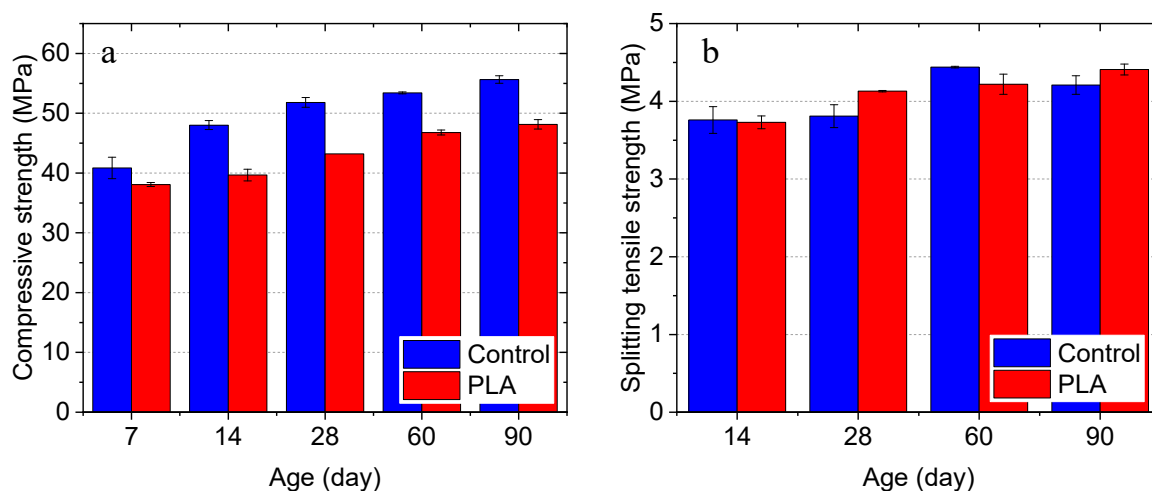 a
Compressive strength (MPa)
60
50
40
30
20
10
0
7 14 28 60 90
Age (day)
Control
PLA
b
Splitting tensile strength (MPa)
5
4
3
2
1
0
14 28 60 90
Age (day)
Control
PLA